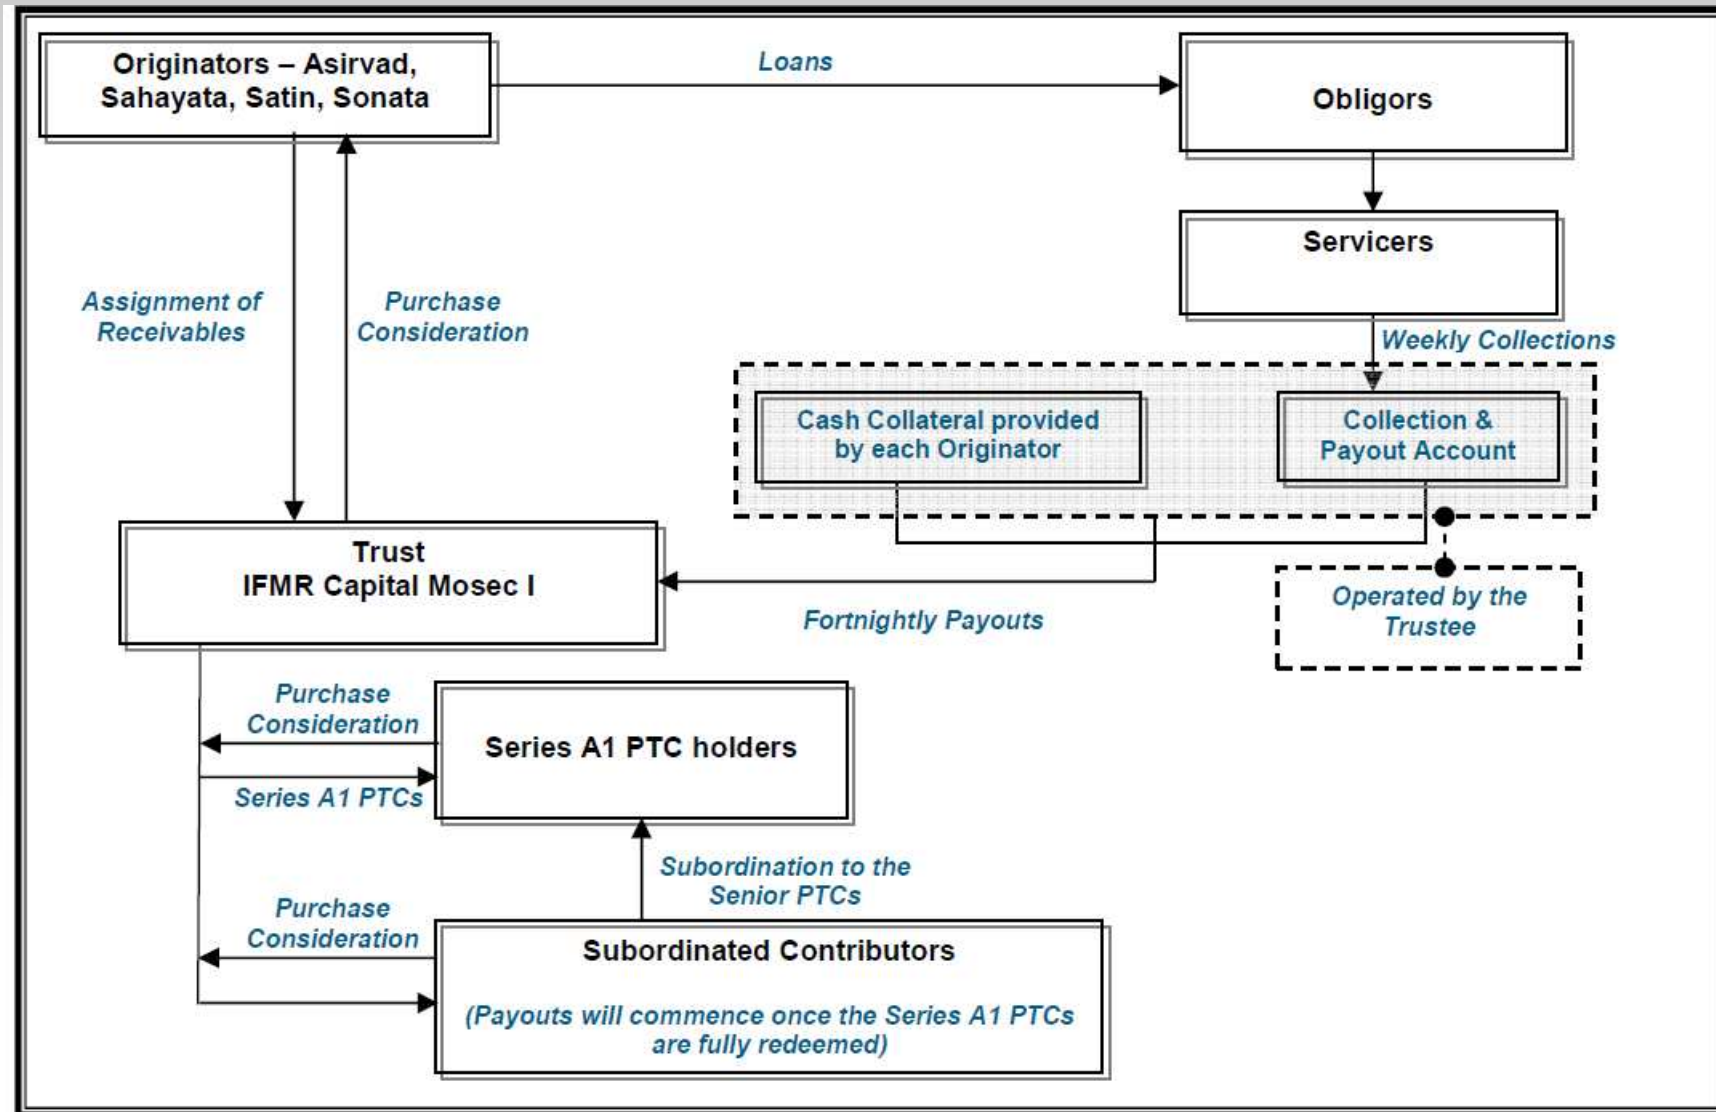 Originators – Asirvad,
Sahayata, Satin, Sonata
Loans
Obligors
Servicers
Assignment of
Receivables
Purchase
Consideration
Weekly Collections
Cash Collateral provided
by each Originator
Collection &
Payout Account
Trust
IFMR Capital Mosec I
Fortnightly Payouts
Operated by the
Trustee
Purchase
Consideration
Series A1 PTC holders
Series A1 PTCs
Subordination to the
Senior PTCs
Purchase
Consideration
Subordinated Contributors
(Payouts will commence once the Series A1 PTCs
are fully redeemed)